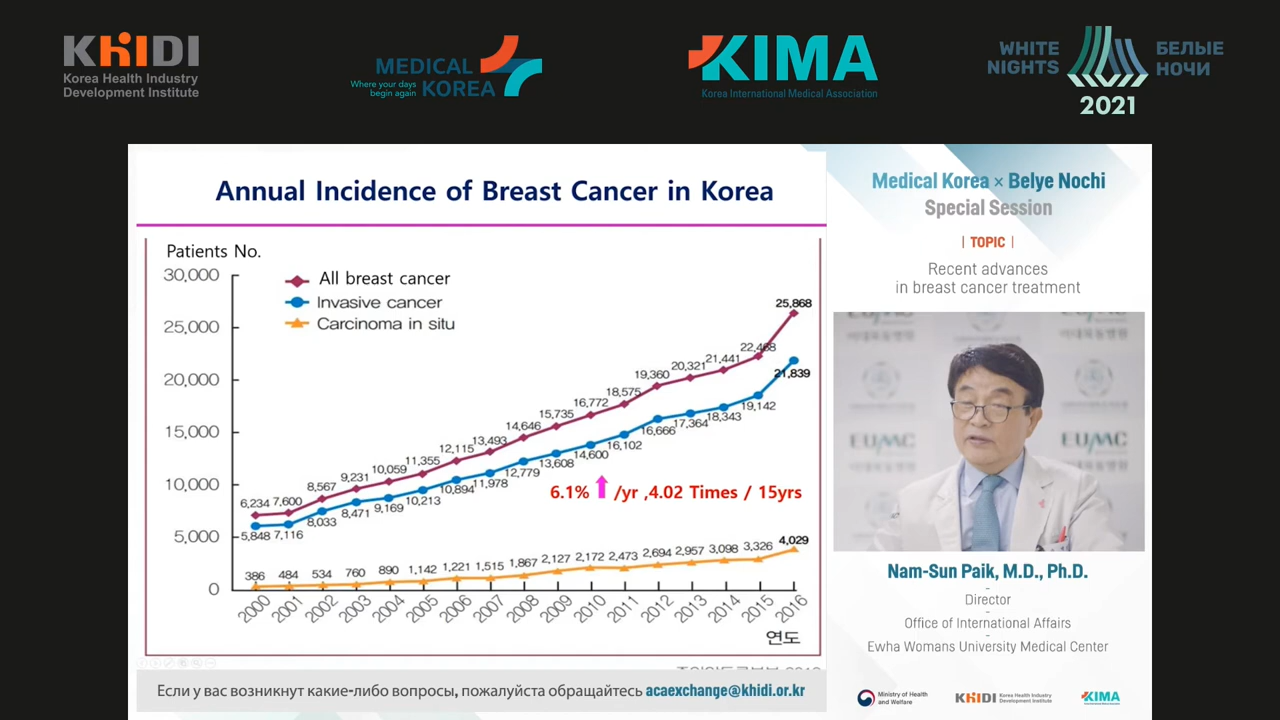 KHIDI
Korea Health Industry
Development Institute
MEDICAL
KOREA
Where your days
begin again
KIMA
Korea International Medical Association
WHITE
NIGHTS
БЕЛЫЕ
НОЧИ
2021
Annual Incidence of Breast Cancer in Korea
Patients No.
30,000
25,000
20,000
15,000
10,000
5,000
0
All breast cancer
Invasive cancer
Carcinoma in situ
6,234 7,600 8,567 9,231 10,059 11,355 12,115 13,493 14,646 15,735 16,772 18,575 19,360 20,321 21,441 22,468 25,868
5,848 7,116 8,033 8,471 9,169 10,213 10,894 11,978 12,779 13,608 14,600 16,102 16,666 17,364 18,343 19,142 21,839
6.1% /yr ,4.02 Times / 15yrs
386 484 534 760 890 1,142 1,221 1,515 1,867 2,127 2,172 2,473 2,694 2,957 3,098 3,326 4,029
2000 2001 2002 2003 2004 2005 2006 2007 2008 2009 2010 2011 2012 2013 2014 2015 2016
연도
Если у вас возникнут какие-либо вопросы, пожалуйста обращайтесь acaexchange@khidi.or.kr
Medical Korea × Belye Nochi
Special Session
| TOPIC |
Recent advances
in breast cancer treatment
EUMC
EUMC
Nam-Sun Paik, M.D., Ph.D.
Director
Office of International Affairs
Ewha Womans University Medical Center
Ministry of Health
and Welfare
KHIDI
Korea Health Industry
Development Institute
KIMA